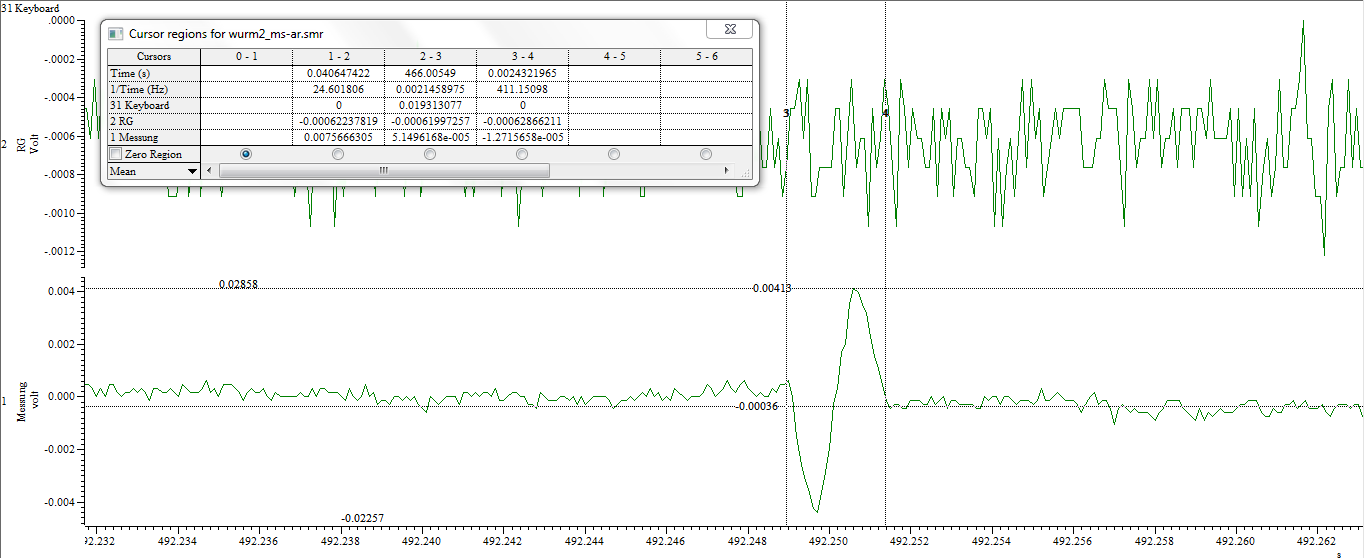 31 Keyboard
Cursor regions for wurm2_ms-ar.smr
Cursors 0 - 1 1 - 2 2 - 3 3 - 4 4 - 5 5 - 6
Time (s) 0.040647422 466.00549 0.0024321965
1/Time (Hz) 24.601806 0.0021458975 411.15098
31 Keyboard 0 0.019313077 0
2 RG -0.00062237819 -0.00061997257 -0.00062866211
1 Messung 0.0075666305 5.1496168e-005 -1.2715658e-005
Zero Region
Mean
.0000
-.0002
-.0004
-.0006
-.0008
-.0010
-.0012
2
RG
Volt
3 4
0.02858
0.00413
0.004
0.002
0.000
-0.002
-0.004
1
Messung
volt
-0.00036
-0.02257
492.232 492.234 492.236 492.238 492.240 492.242 492.244 492.246 492.248 492.250 492.252 492.254 492.256 492.258 492.260 492.262
s